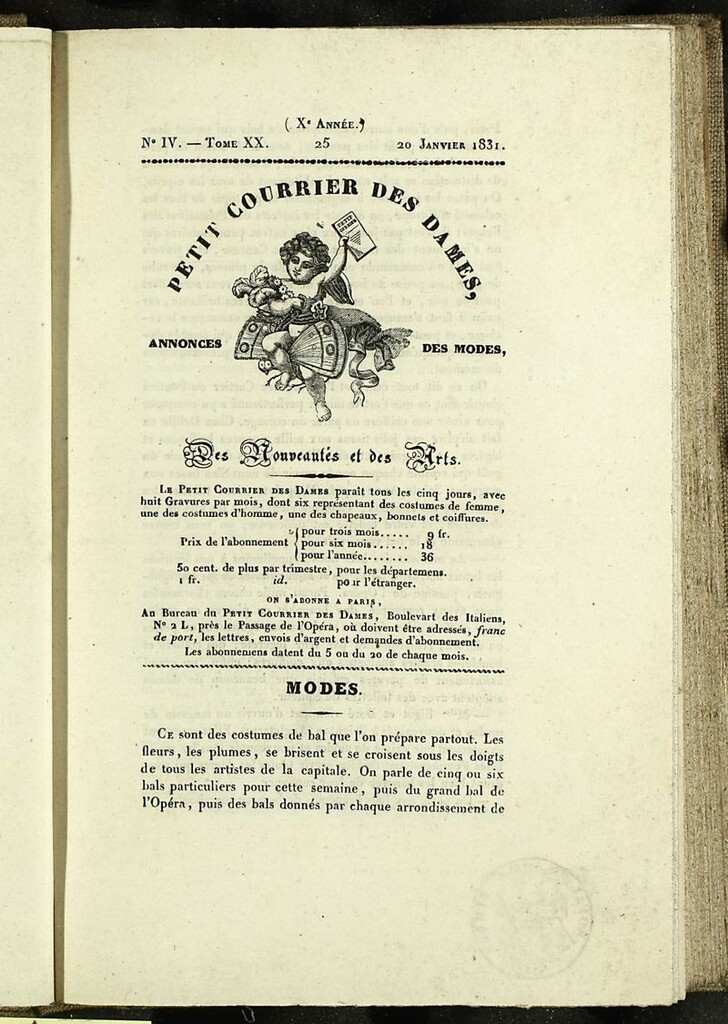 ( Xe Année. )
No IV. — Tome XX. 25 20 Janvier 1831.
PETIT COURRIER DES DAMES,
PETIT
ANNONCES DES MODES,
Des Nouveautés et des Arts.
Le Petit Courrier des Dames paraît tous les cinq jours, avec
huit Gravures par mois, dont six représentant des costumes de femme,
une des costumes d'homme, une des chapeaux, bonnets et coiffures.
Prix de l'abonnement { pour trois mois..... 9 fr.
pour six mois...... 18
pour l'année........ 36
50 cent. de plus par trimestre, pour les départemens.
1 fr. id. pour l'étranger.
ON S'ABONNE A PARIS,
Au Bureau du Petit Courrier des Dames, Boulevart des Italiens,
No 2 L, près le Passage de l'Opéra, où doivent être adressés, franc
de port, les lettres, envois d'argent et demandes d'abonnement.
Les abonnemens datent du 5 ou du 20 de chaque mois.
MODES.
Ce sont des costumes de bal que l'on prépare partout. Les
fleurs, les plumes, se brisent et se croisent sous les doigts
de tous les artistes de la capitale. On parle de cinq ou six
bals particuliers pour cette semaine, puis du grand bal de
l'Opéra, puis des bals donnés par chaque arrondissement de